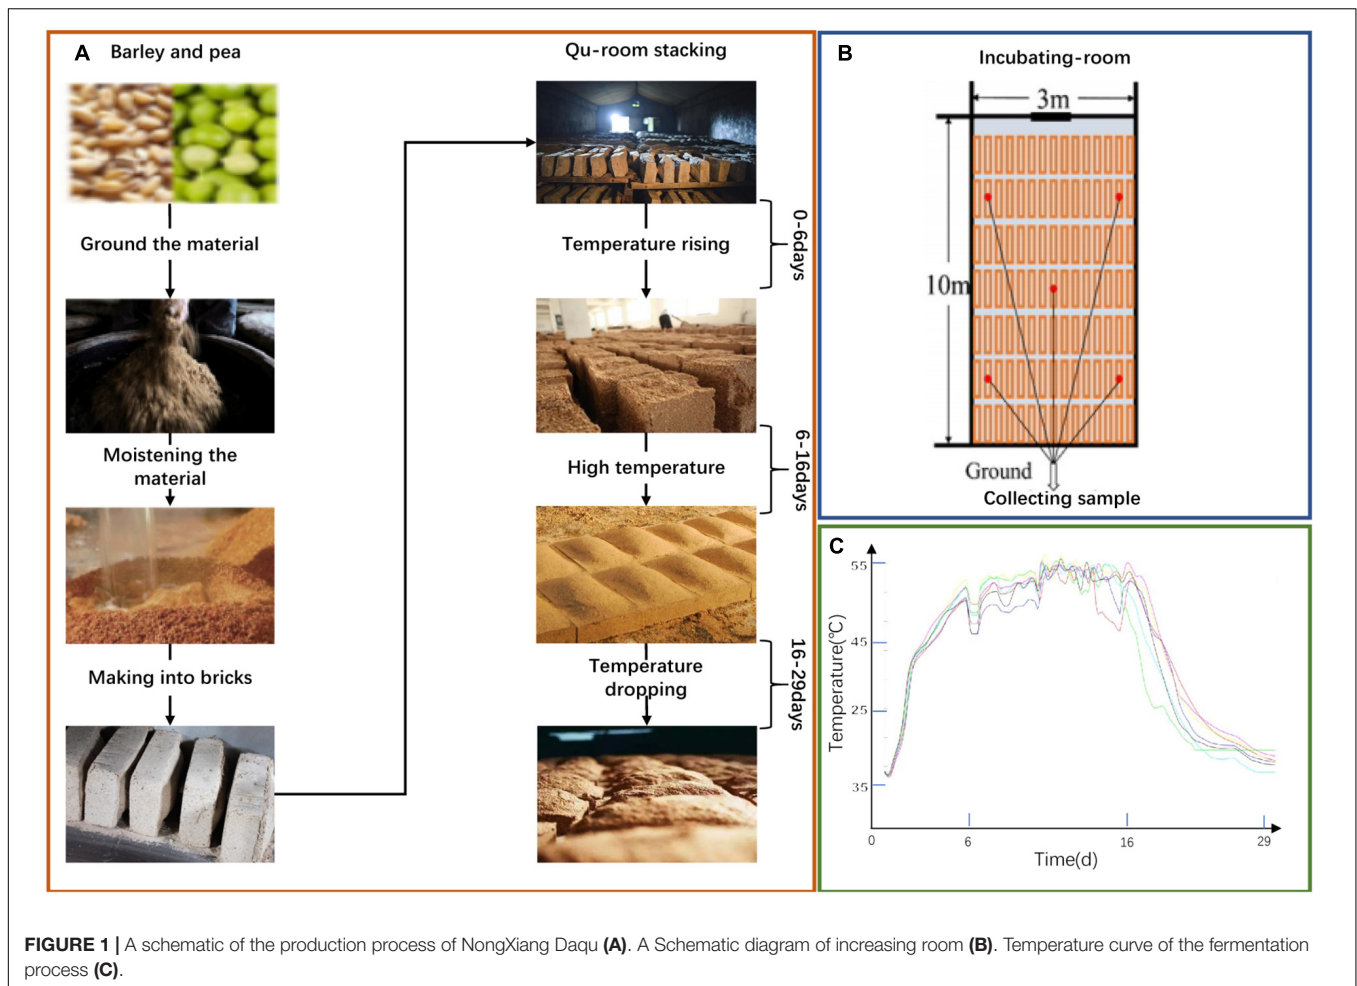 A
Barley and pea
Ground the material
Moistening the
material
Making into bricks
Qu-room stacking
Temperature rising
0-6days
High temperature
6-16days
Temperature
dropping
16-29days
B
Incubating-room
3m
10m
Ground
Collecting sample
C
Temperature(℃)
55
45
25
35
0
6
16
29
Time(d)
FIGURE 1 | A schematic of the production process of NongXiang Daqu (A). A Schematic diagram of increasing room (B). Temperature curve of the fermentation
process (C).